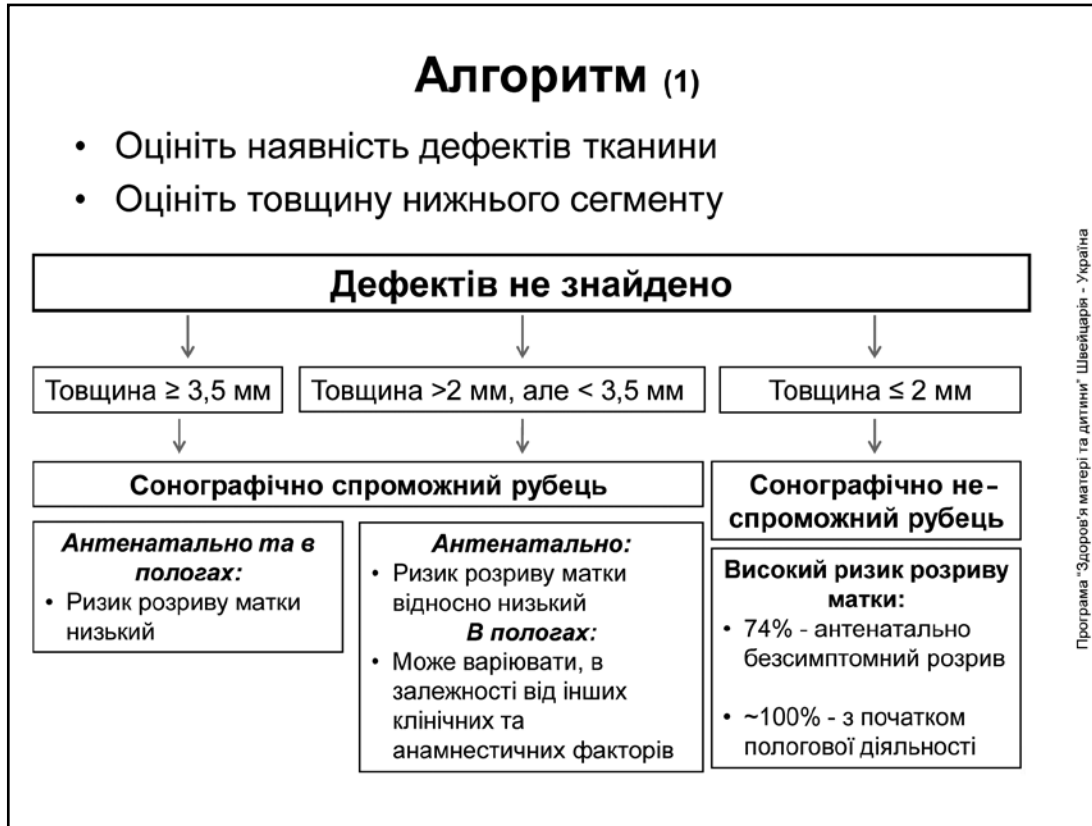 Алгоритм (1)
• Оцініть наявність дефектів тканини
• Оцініть товщину нижнього сегменту
Дефектів не знайдено
Товщина ≥ 3,5 мм
Товщина >2 мм, але < 3,5 мм
Товщина ≤ 2 мм
Сонографічно спроможний рубець
Сонографічно не-
спроможний рубець
Антенатально та в
пологах:
• Ризик розриву матки
низький
Антенатально:
• Ризик розриву матки
відносно низький
В пологах:
• Може варіювати, в
залежності від інших
клінічних та
анамнестичних факторів
Високий ризик розриву
матки:
• 74% - антенатально
безсимптомний розрив
• ~100% - з початком
пологової діяльності
Програма "Здоров'я матері та дитини" Швейцарія - Україна